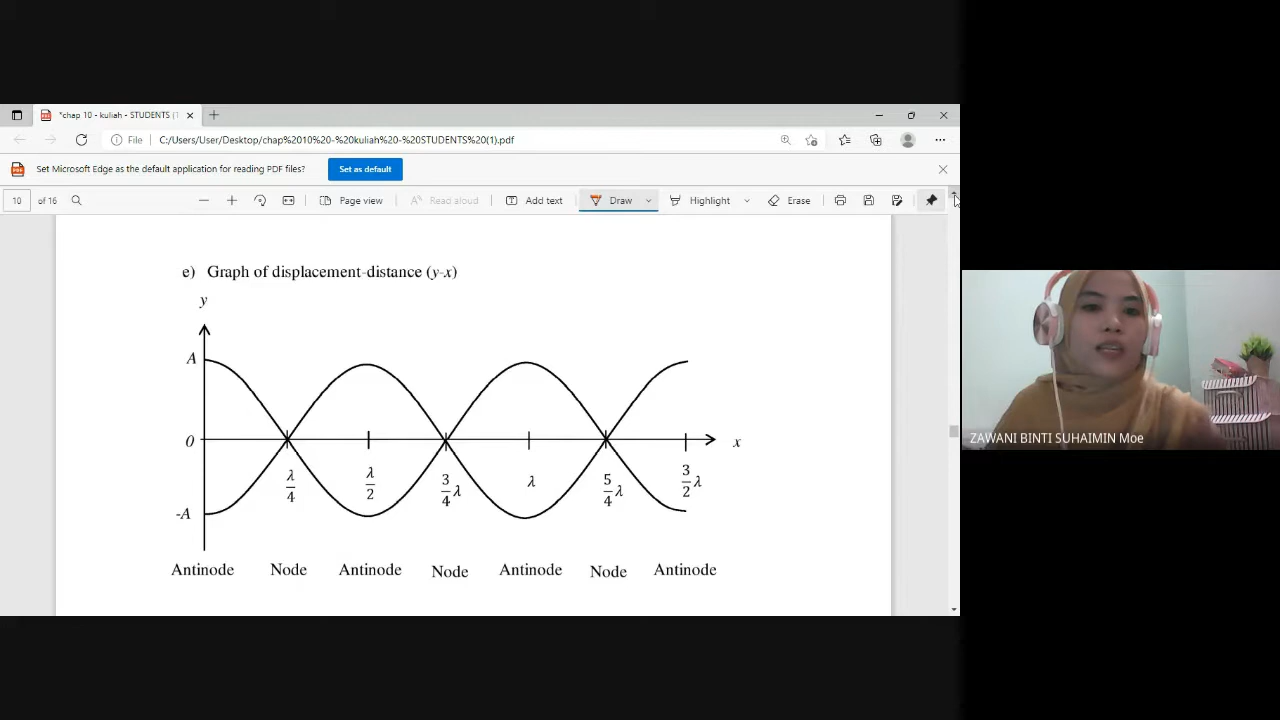 *chap 10 - kuliah - STUDENTS (1
File C:/Users/User/Desktop/chap%2010%20-%20kuliah%20-%20STUDENTS%20(1).pdf
Set Microsoft Edge as the default application for reading PDF files? Set as default
10 of 16 Page view Read aloud Add text Draw Highlight Erase
e) Graph of displacement-distance (y-x)
y
A
0
-A
x
λ/4 λ/2 3/4 λ λ 5/4 λ 3/2 λ
Antinode Node Antinode Node Antinode Node Antinode
ZAWANI BINTI SUHAIMIN Moe